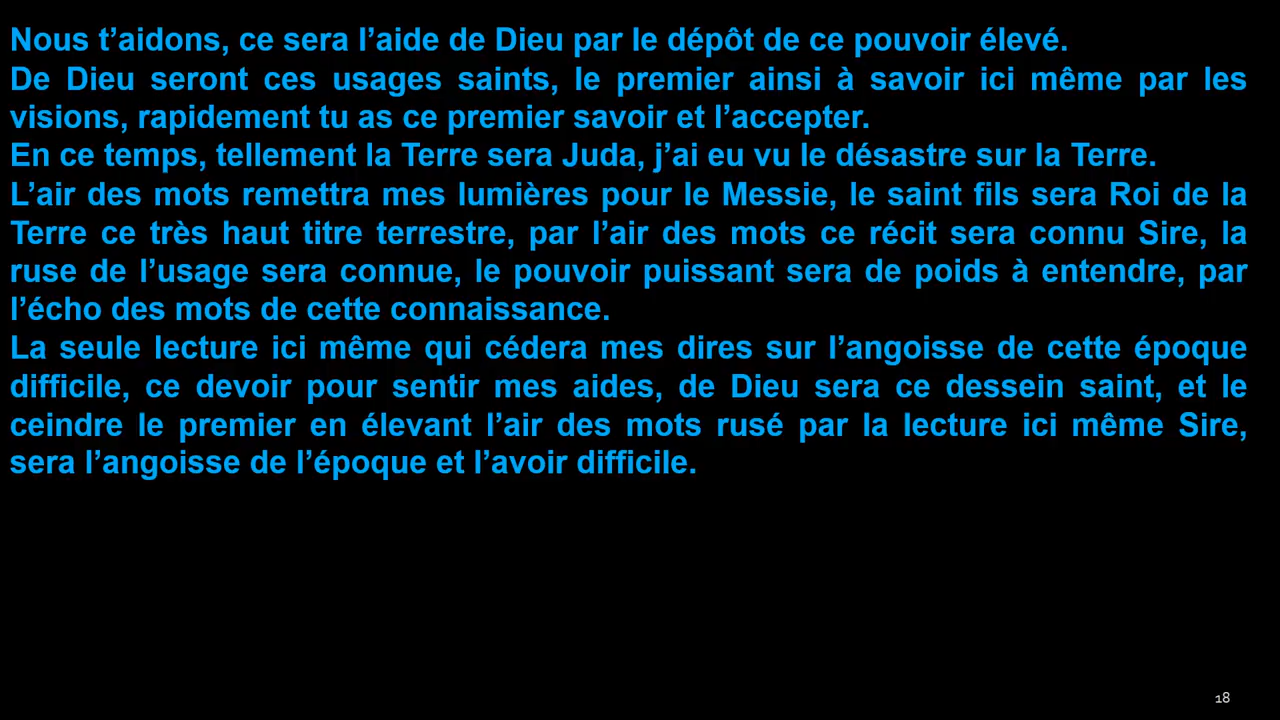 Nous t’aidons, ce sera l’aide de Dieu par le dépôt de ce pouvoir élevé.
De Dieu seront ces usages saints, le premier ainsi à savoir ici même par les
visions, rapidement tu as ce premier savoir et l’accepter.
En ce temps, tellement la Terre sera Juda, j’ai eu vu le désastre sur la Terre.
L’air des mots remettra mes lumières pour le Messie, le saint fils sera Roi de la
Terre ce très haut titre terrestre, par l’air des mots ce récit sera connu Sire, la
ruse de l’usage sera connue, le pouvoir puissant sera de poids à entendre, par
l’écho des mots de cette connaissance.
La seule lecture ici même qui cédera mes dires sur l’angoisse de cette époque
difficile, ce devoir pour sentir mes aides, de Dieu sera ce dessein saint, et le
ceindre le premier en élevant l’air des mots rusé par la lecture ici même Sire,
sera l’angoisse de l’époque et l’avoir difficile.
18